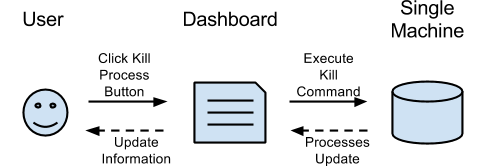 User
Dashboard
Single
Machine
Click Kill
Process
Button
Execute
Kill
Command
Update
Information
Processes
Update